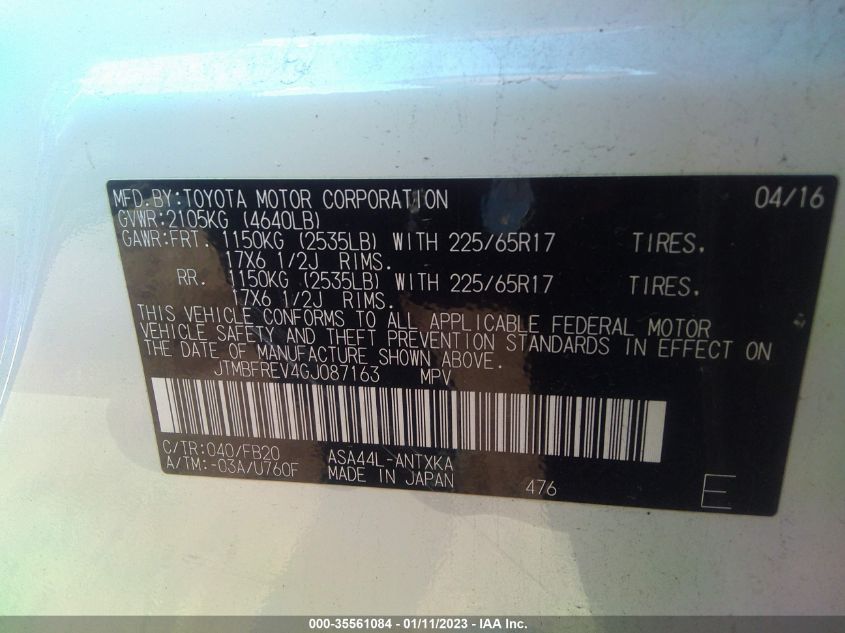 MFD.BY:TOYOTA MOTOR CORPORATION 04/16
GVWR:2105KG (4640LB)
GAWR:FRT. 1150KG (2535LB) WITH 225/65R17 TIRES.
17X6 1/2J RIMS.
RR. 1150KG (2535LB) WITH 225/65R17 TIRES.
17X6 1/2J RIMS.
THIS VEHICLE CONFORMS TO ALL APPLICABLE FEDERAL MOTOR
VEHICLE SAFETY AND THEFT PREVENTION STANDARDS IN EFFECT ON
THE DATE OF MANUFACTURE SHOWN ABOVE.
JTMBFREV4GJ087163 MPV
C/TR:040/FB20 ASA44L-ANTXKA
A/TM:-03A/U760F MADE IN JAPAN 476 E
000-35561084 - 01/11/2023 - IAA Inc.